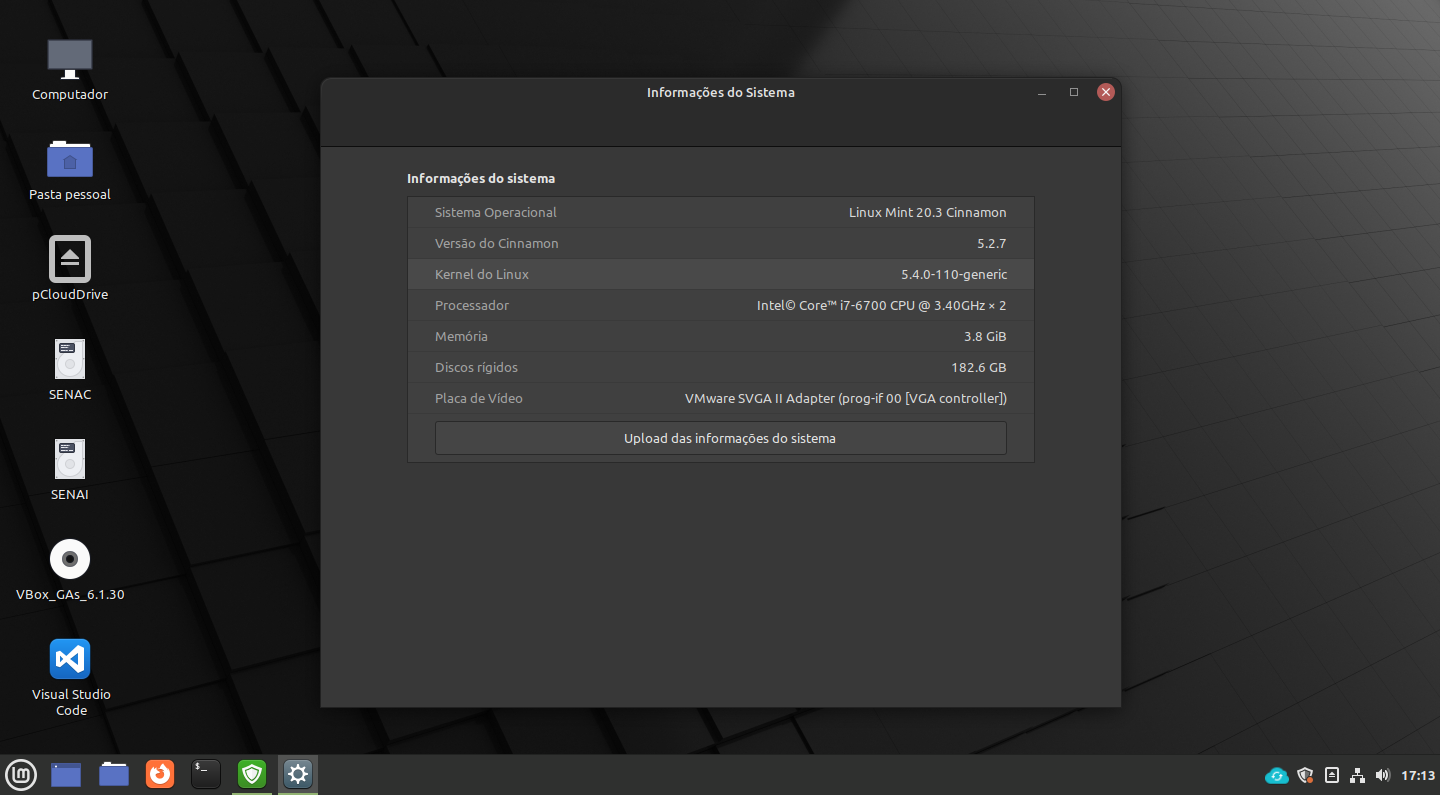 Computador
Pasta pessoal
pCloudDrive
SENAC
SENAI
VBox_GAs_6.1.30
Visual Studio
Code
Informações do Sistema
Informações do sistema
Sistema Operacional Linux Mint 20.3 Cinnamon
Versão do Cinnamon 5.2.7
Kernel do Linux 5.4.0-110-generic
Processador Intel© Core™ i7-6700 CPU @ 3.40GHz × 2
Memória 3.8 GiB
Discos rígidos 182.6 GB
Placa de Vídeo VMware SVGA II Adapter (prog-if 00 [VGA controller])
Upload das informações do sistema
$_
17:13